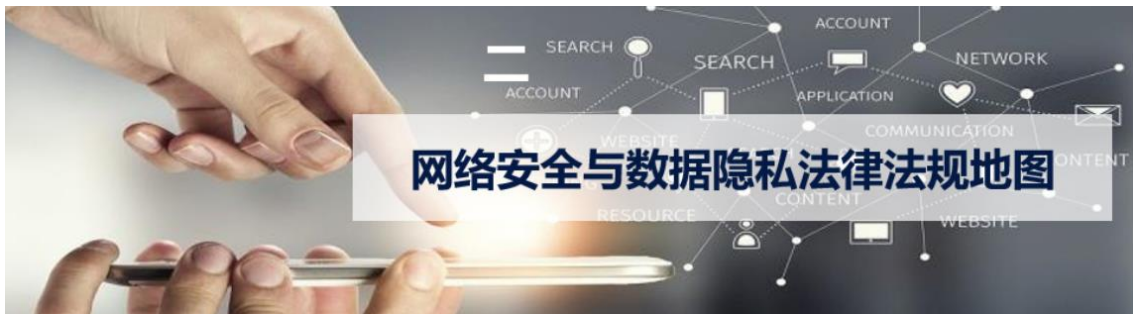 ACCOUNT
SEARCH
SEARCH
NETWORK
ACCOUNT
APPLICATION
COMMUNICATION
WEBSITE
网络安全与数据隐私法律法规地图
CONTENT
RESOURCE
WEBSITE